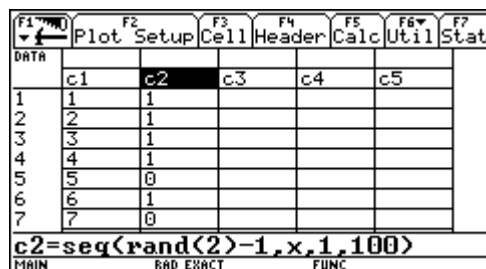 F1 F2 F3 F4 F5 F6 F7
Plot Setup Cell Header Calc Util Stat
DATA
c1 c2 c3 c4 c5
1 1 1
2 2 1
3 3 1
4 4 1
5 5 0
6 6 1
7 7 0
c2=seq(rand(2)-1,x,1,100)
MAIN RAD EXACT FUNC